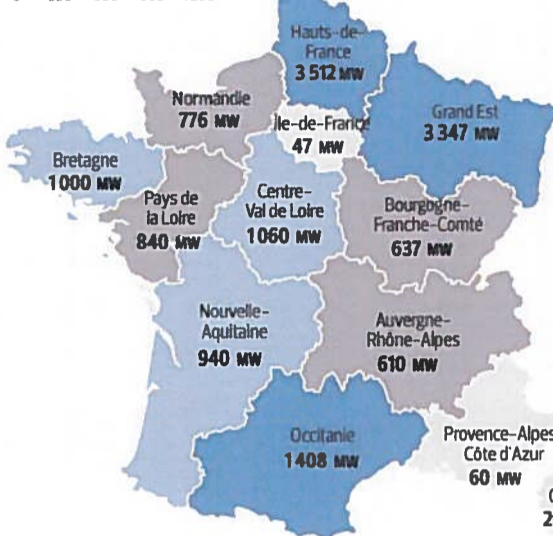 Hauts-de-
France
3 512 MW
Normandie
776 MW
Île-de-France
47 MW
Grand Est
3 347 MW
Bretagne
1 000 MW
Pays de
la Loire
840 MW
Centre-
Val de Loire
1 060 MW
Bourgogne-
Franche-Comté
637 MW
Nouvelle-
Aquitaine
940 MW
Auvergne-
Rhône-Alpes
610 MW
Occitanie
1 408 MW
Provence-Alpes
Côte d'Azur
60 MW